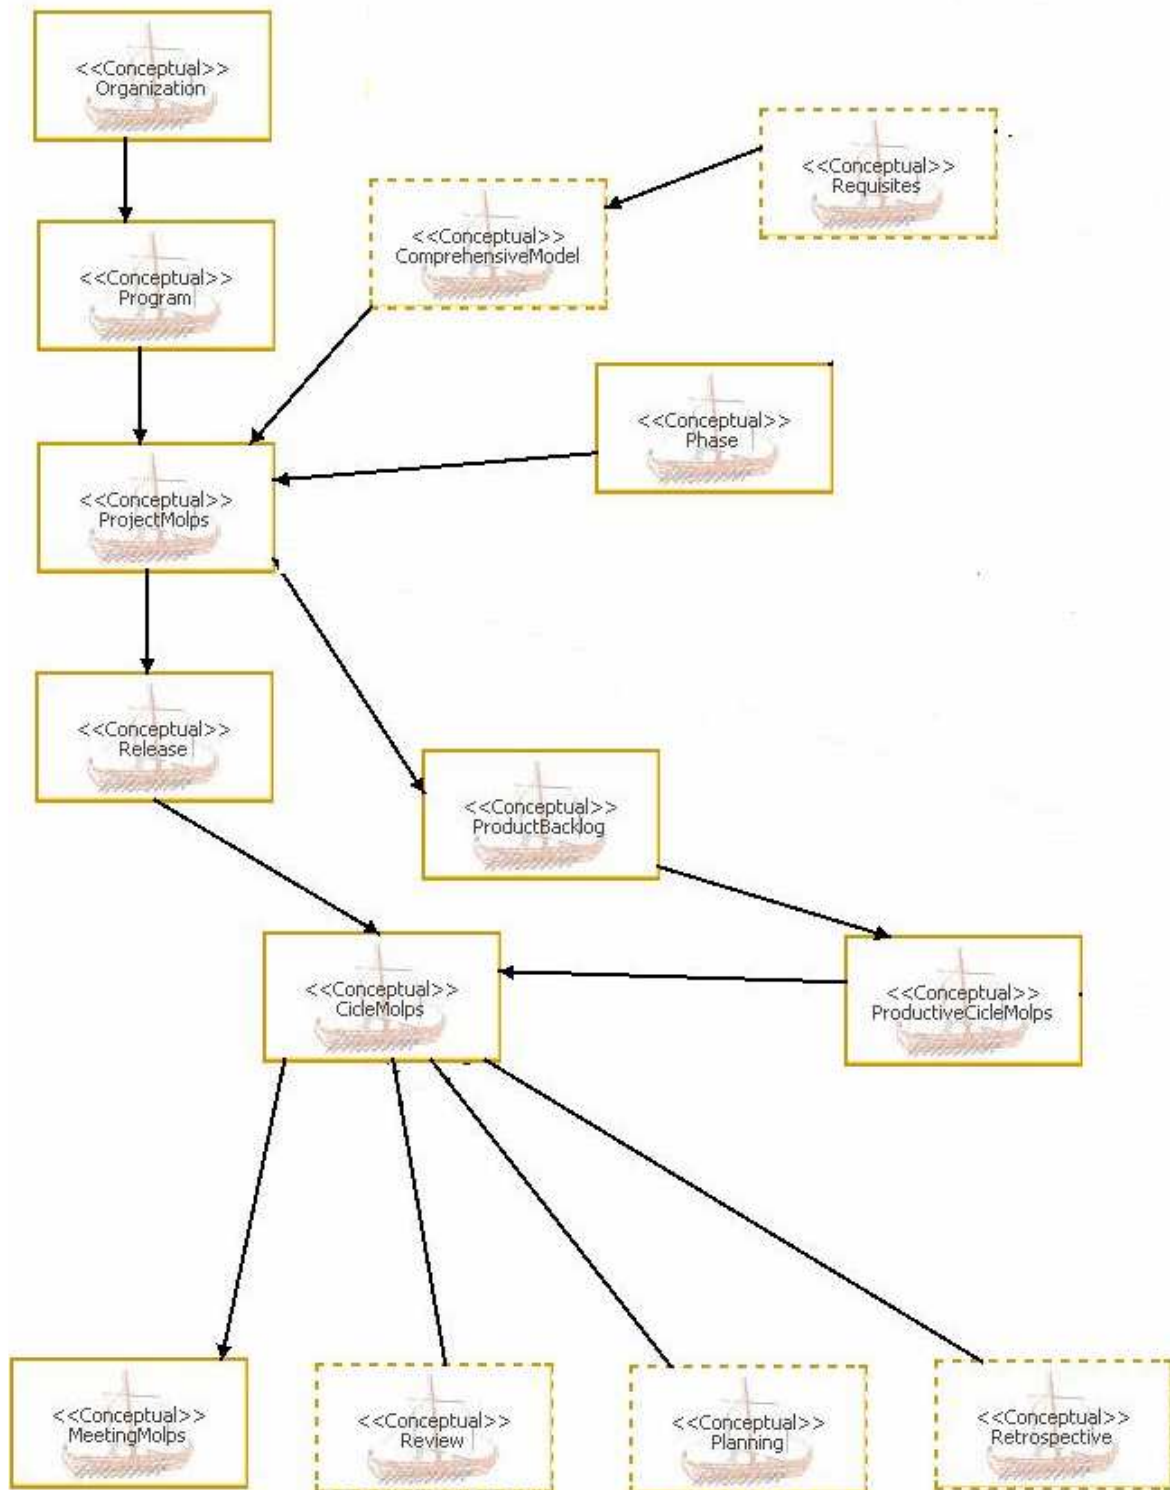 <<Conceptual>>
Organization
<<Conceptual>>
Requisites
<<Conceptual>>
ComprehensiveModel
<<Conceptual>>
Program
<<Conceptual>>
Phase
<<Conceptual>>
ProjectMolps
<<Conceptual>>
Release
<<Conceptual>>
ProductBacklog
<<Conceptual>>
CicleMolps
<<Conceptual>>
ProductiveCicleMolps
<<Conceptual>>
MeetingMolps
<<Conceptual>>
Review
<<Conceptual>>
Planning
<<Conceptual>>
Retrospective